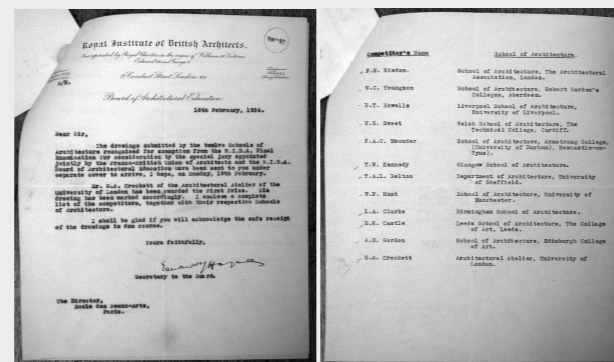 Royal Institute of British Architects.
Incorporated by Royal Charter in the reigns of William IV, Victoria,
Edward VII and George V.
9 Conduit Street London. W.1
Board of Architectural Education.
16th February, 1934.
Dear Sir,
The drawings submitted by the twelve Schools of
Architecture recognised for exemption from the R.I.B.A. Final
Examination for consideration by the special jury appointed
jointly by the Franco-British Union of Architects and the R.I.B.A.
Board of Architectural Education have been sent to you under
separate cover to arrive, I hope, on Monday, 19th February.
Mr. G.A. Crockett of the Architectural Atelier of the
University of London has been awarded the First Prize. His
drawing has been marked accordingly. I enclose a complete
list of the competitors, together with their respective Schools
of Architecture.
I shall be glad if you will acknowledge the safe receipt
of the drawings in due course.
Yours faithfully,
Secretary to the Board.
The Director,
Ecole des Beaux-Arts,
Paris.
Competitor's Name School of Architecture.
F.H. Risdon. School of Architecture, The Architectural
Association, London.
W.C. Youngson School of Architecture, Robert Gordon's
Colleges, Aberdeen.
D.T. Howells Liverpool School of Architecture,
University of Liverpool.
H.G. Sweet Welsh School of Architecture, The
Technical College, Cardiff.
School of Architecture, Armstrong College,
(University of Durham), Newcastle-on-
Tyne).
T.W. Kennedy Glasgow School of Architecture.
T.A.L. Belton Department of Architecture, University
of Sheffield.
W.P. Hunt School of Architecture, University of
Manchester.
L.A. Clarke Birmingham School of Architecture.
E.H. Castle Leeds School of Architecture, The College
of Art, Leeds.
A.H. Gordon School of Architecture, Edinburgh College
of Art.
G.A. Crockett Architectural Atelier, University of
London.